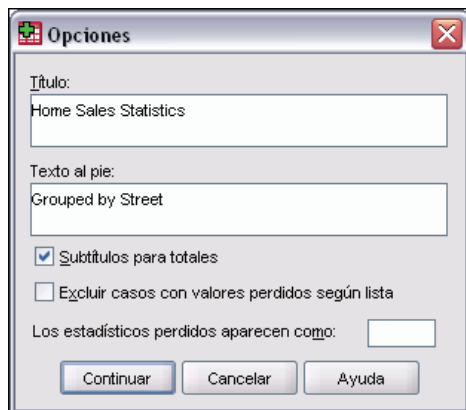 Opciones
Título:
Home Sales Statistics
Texto al pie:
Grouped by Street
Subtítulos para totales
Excluir casos con valores perdidos según lista
Los estadísticos perdidos aparecen como:
Continuar Cancelar Ayuda